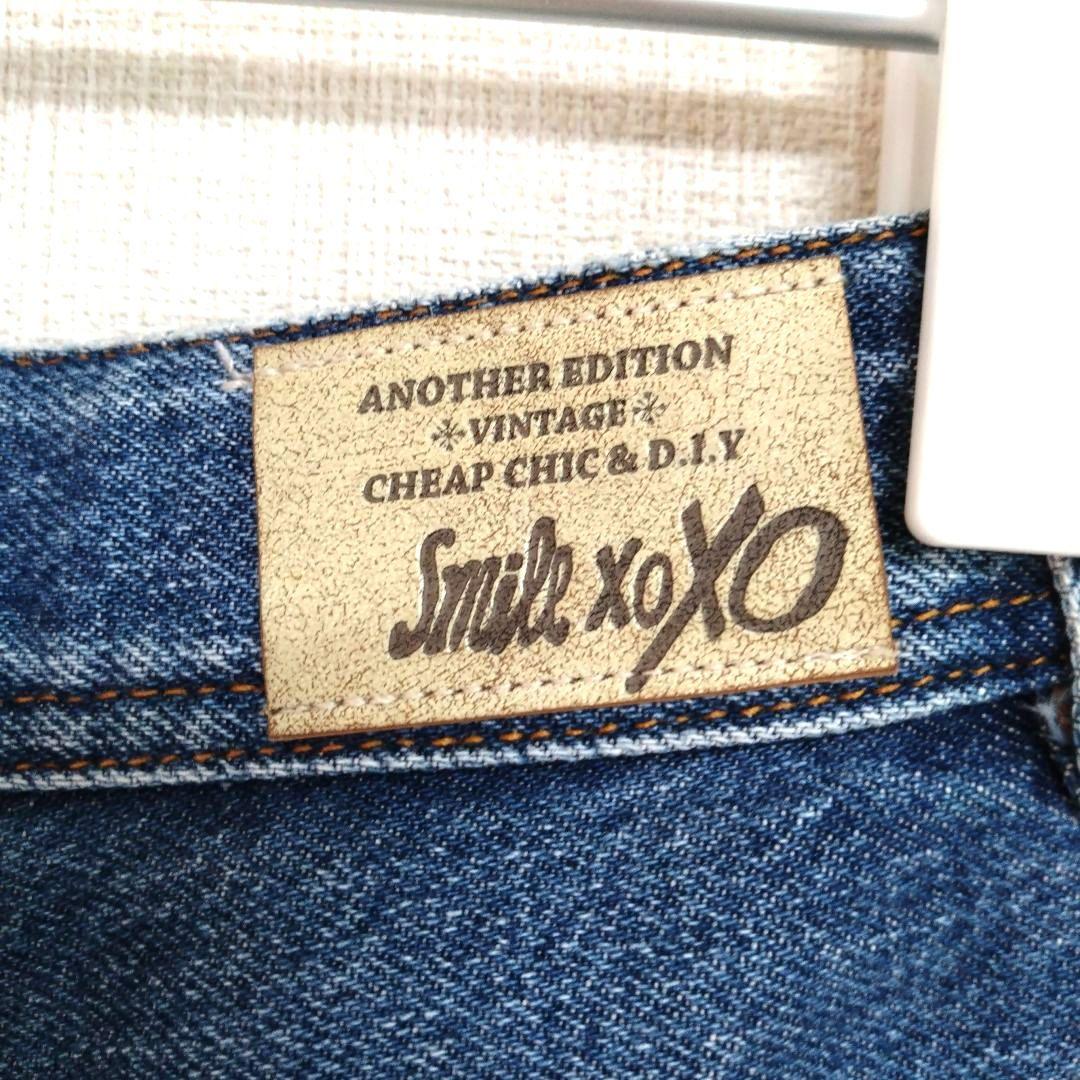 ANOTHER EDITION
VINTAGE
CHEAP CHIC & D.I.Y
Smile xoXO